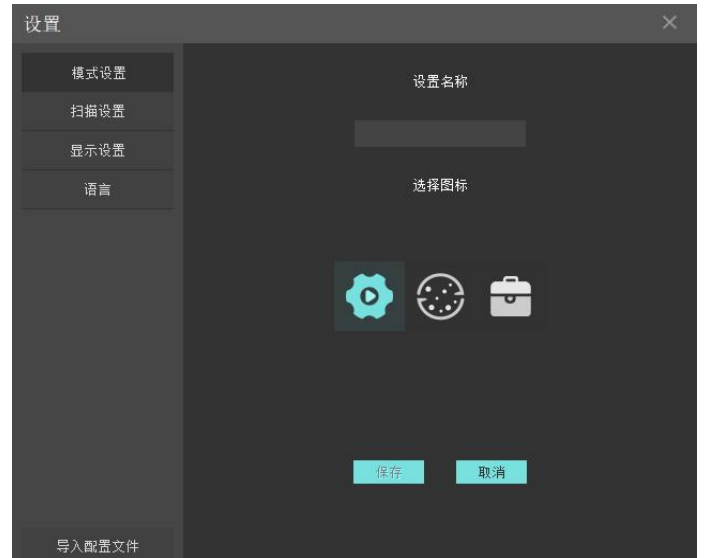 设置
模式设置
扫描设置
显示设置
语言
导入配置文件
设置名称
选择图标
保存
取消